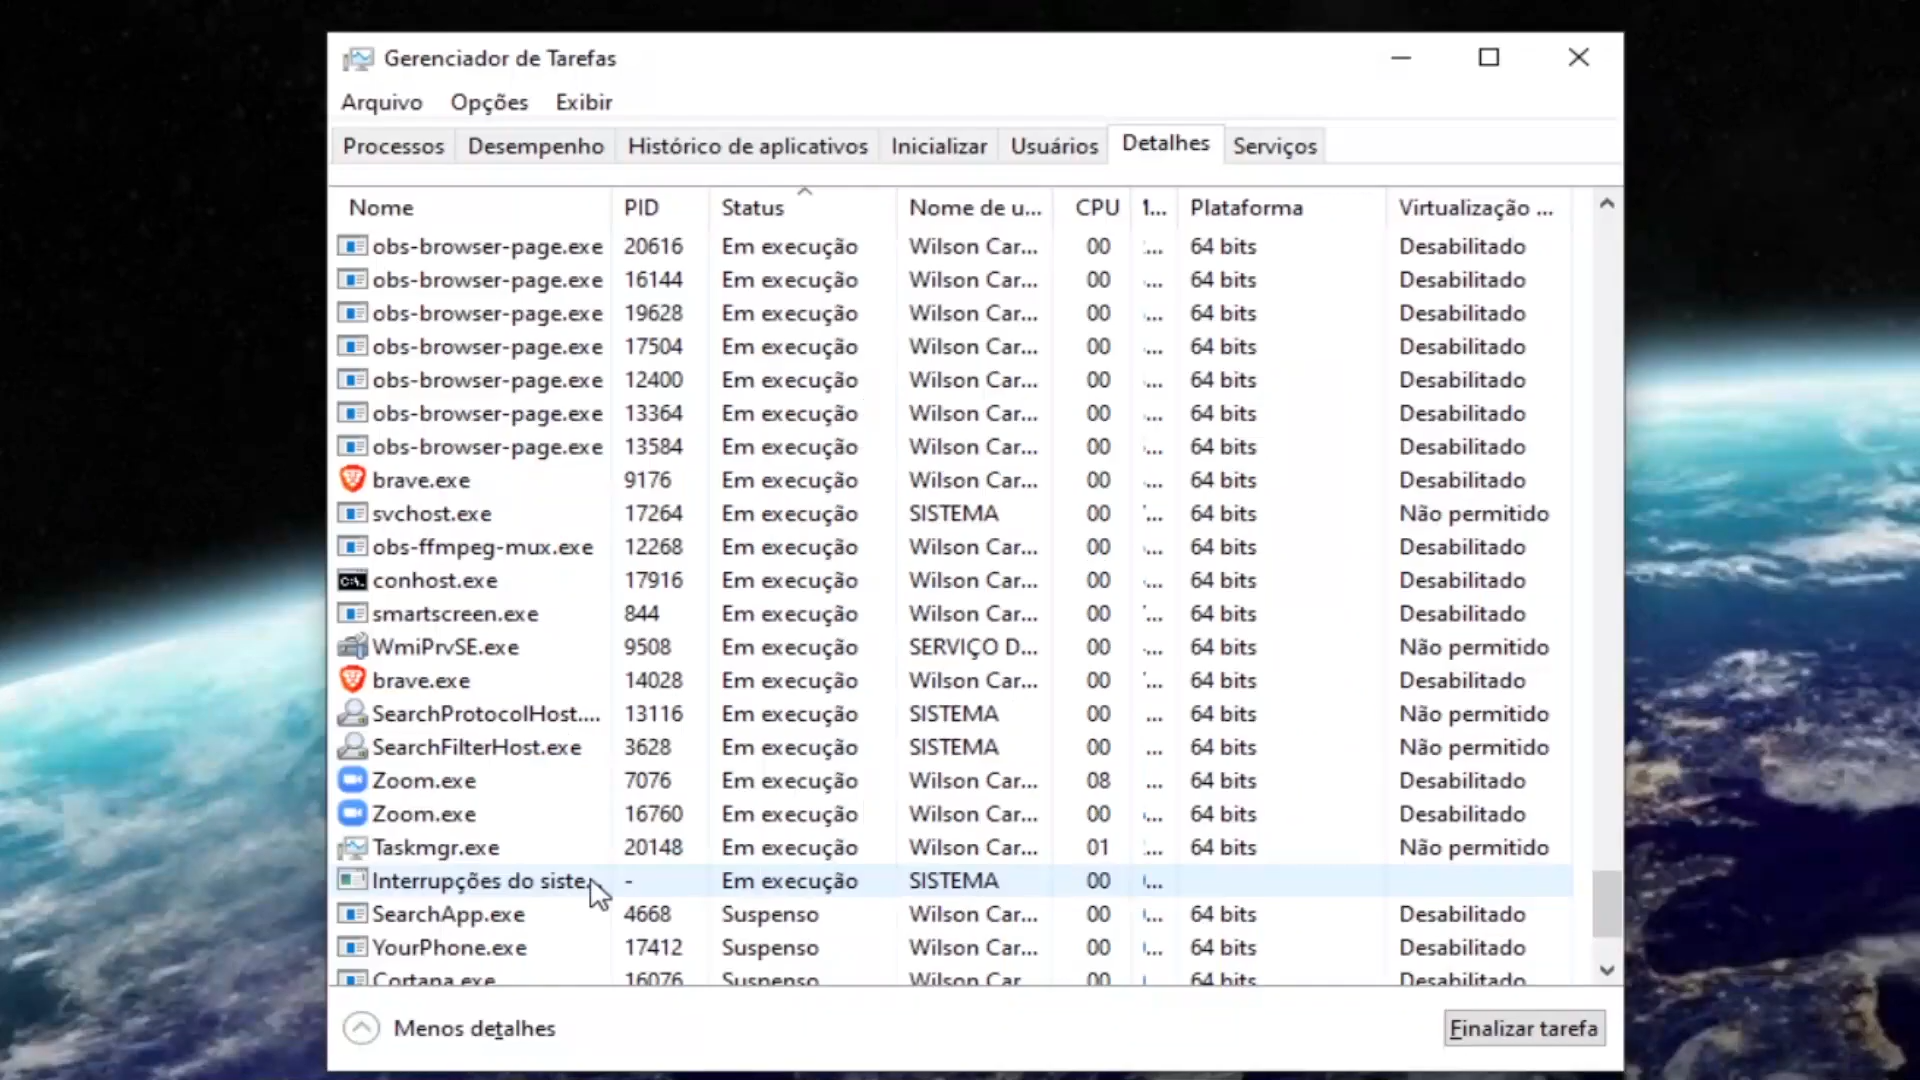 Gerenciador de Tarefas
Arquivo Opções Exibir
Processos Desempenho Histórico de aplicativos Inicializar Usuários Detalhes Serviços
Nome PID Status Nome de u... CPU Plataforma Virtualização ...
obs-browser-page.exe 20616 Em execução Wilson Car... 00 ... 64 bits Desabilitado
obs-browser-page.exe 16144 Em execução Wilson Car... 00 ... 64 bits Desabilitado
obs-browser-page.exe 19628 Em execução Wilson Car... 00 ... 64 bits Desabilitado
obs-browser-page.exe 17504 Em execução Wilson Car... 00 ... 64 bits Desabilitado
obs-browser-page.exe 12400 Em execução Wilson Car... 00 ... 64 bits Desabilitado
obs-browser-page.exe 13364 Em execução Wilson Car... 00 ... 64 bits Desabilitado
obs-browser-page.exe 13584 Em execução Wilson Car... 00 ... 64 bits Desabilitado
brave.exe 9176 Em execução Wilson Car... 00 ... 64 bits Desabilitado
svchost.exe 17264 Em execução SISTEMA 00 ... 64 bits Não permitido
obs-ffmpeg-mux.exe 12268 Em execução Wilson Car... 00 ... 64 bits Desabilitado
conhost.exe 17916 Em execução Wilson Car... 00 ... 64 bits Desabilitado
smartscreen.exe 844 Em execução Wilson Car... 00 ... 64 bits Desabilitado
WmiPrvSE.exe 9508 Em execução SERVIÇO D... 00 ... 64 bits Não permitido
brave.exe 14028 Em execução Wilson Car... 00 ... 64 bits Desabilitado
SearchProtocolHost.... 13116 Em execução SISTEMA 00 ... 64 bits Não permitido
SearchFilterHost.exe 3628 Em execução SISTEMA 00 ... 64 bits Não permitido
Zoom.exe 7076 Em execução Wilson Car... 08 ... 64 bits Desabilitado
Zoom.exe 16760 Em execução Wilson Car... 00 ... 64 bits Desabilitado
Taskmgr.exe 20148 Em execução Wilson Car... 01 ... 64 bits Não permitido
Interrupções do siste... - Em execução SISTEMA 00 ...
SearchApp.exe 4668 Suspenso Wilson Car... 00 ... 64 bits Desabilitado
YourPhone.exe 17412 Suspenso Wilson Car... 00 ... 64 bits Desabilitado
Cortana.exe 16076 Suspenso Wilson Car... 00 64 bits Desabilitado
Menos detalhes Finalizar tarefa